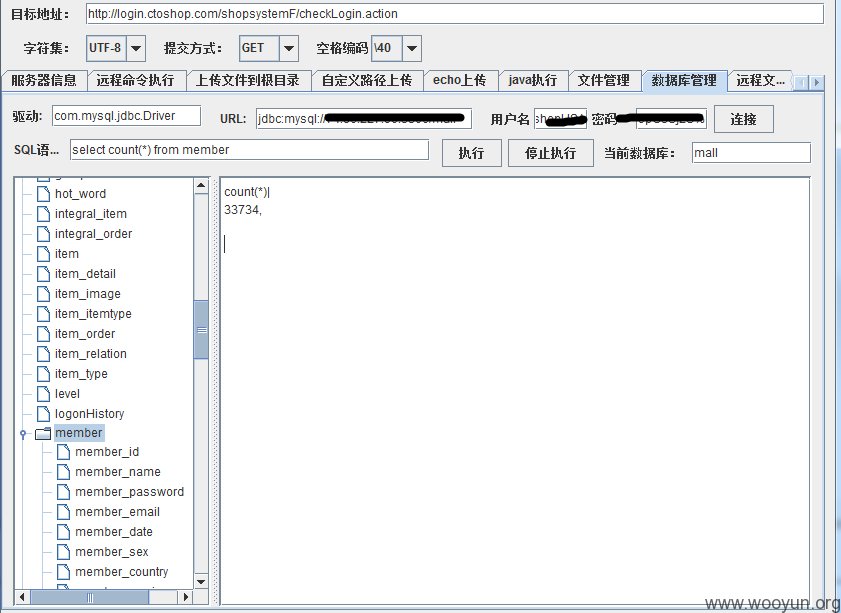 目标地址： http://login.ctoshop.com/shopsystemF/checkLogin.action
字符集： UTF-8 提交方式： GET 空格编码 \40
服务器信息 远程命令执行 上传文件到根目录 自定义路径上传 echo上传 java执行 文件管理 数据库管理 远程文...
驱动： com.mysql.jdbc.Driver URL: jdbc:mysql:/ 用户名 密码 连接
SQL语... select count(*) from member 执行 停止执行 当前数据库： mall
hot_word
integral_item
integral_order
item
item_detail
item_image
item_itemtype
item_order
item_relation
item_type
level
logonHistory
member
member_id
member_name
member_password
member_email
member_date
member_sex
member_country
count(*)|
33734,
www.wooyun.org